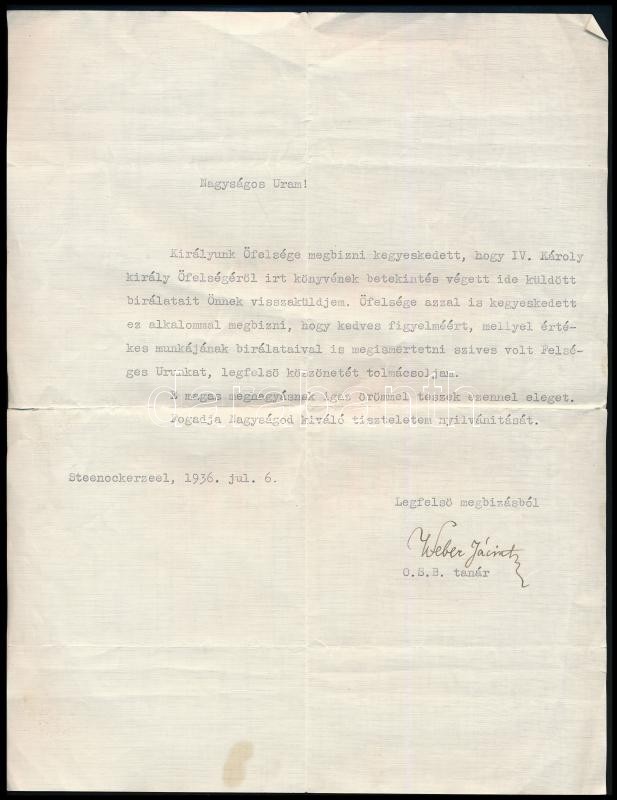 Nagyságos Uram!
Királyunk Őfelsége megbizni kegyeskedett, hogy IV. Károly
király Őfelségéről irt könyvének betekintés végett ide küldött
birálatait Önnek visszaküldjem. Őfelsége azzal is kegyeskedett
ez alkalommal megbizni, hogy kedves figyelméért, mellyel érté-
kes munkájának birálataival is megismertetni szives volt Felsé-
ges Urunkat, legfelső köszönetét tolmácsoljam.
A magas meghagyásnak igaz örömmel teszek ezennel eleget.
Fogadja Nagyságod kiváló tiszteletem nyilvánitását.
Steenockerzeel, 1936. jul. 6.
Legfelső megbizásból
Weber Jácint
O.S.B. tanár
darabanth